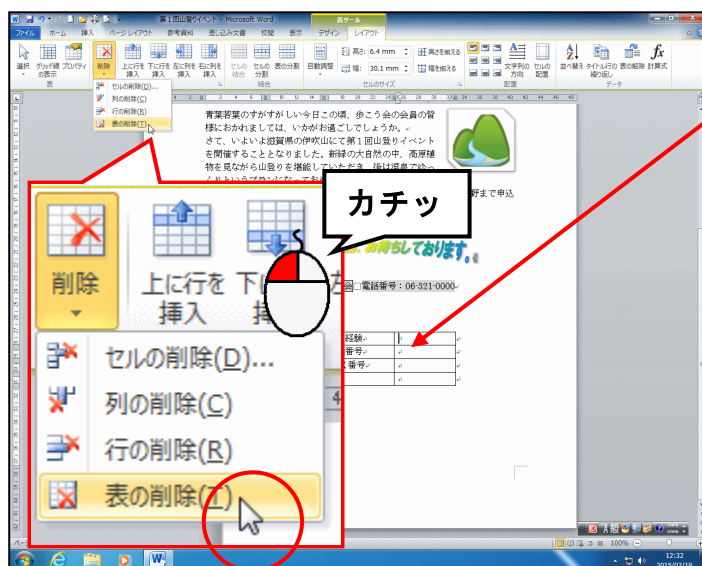 第1回山登りイベント - Microsoft Word
表ツール
ファイル ホーム 挿入 ページ レイアウト 参考資料 差し込み文書 校閲 表示 デザイン レイアウト
選択 グリッド線の表示 プロパティ 削除 上に行を挿入 下に行を挿入 左に列を挿入 右に列を挿入 セルの結合 セルの分割 表の分割 自動調整 高さ: 6.4 mm 高さを揃える 文字列の方向 セルの配置 並べ替え タイトル行の繰り返し 表の解除 計算式
幅: 30.1 mm 幅を揃える
表 結合 セルのサイズ 配置 データ
セルの削除(D)...
列の削除(C)
行の削除(R)
表の削除(T)
青葉若葉のすがすがしい今日この頃、歩こう会の会員の皆
様におかれましては、いかがお過ごしでしょうか。
さて、いよいよ滋賀県の伊吹山にて第1回山登りイベント
を開催することとなりました。新緑の大自然の中、高原植
物を見ながら山登りを堪能していただき、後は温泉でゆっ
野まで申込
カチッ
お待ちしております。
会□電話番号:06-321-0000
削除
上に行を
挿入
経験
番号
番号
セルの削除(D)...
列の削除(C)
行の削除(R)
表の削除(T)
100%
12:32
2015/02/19